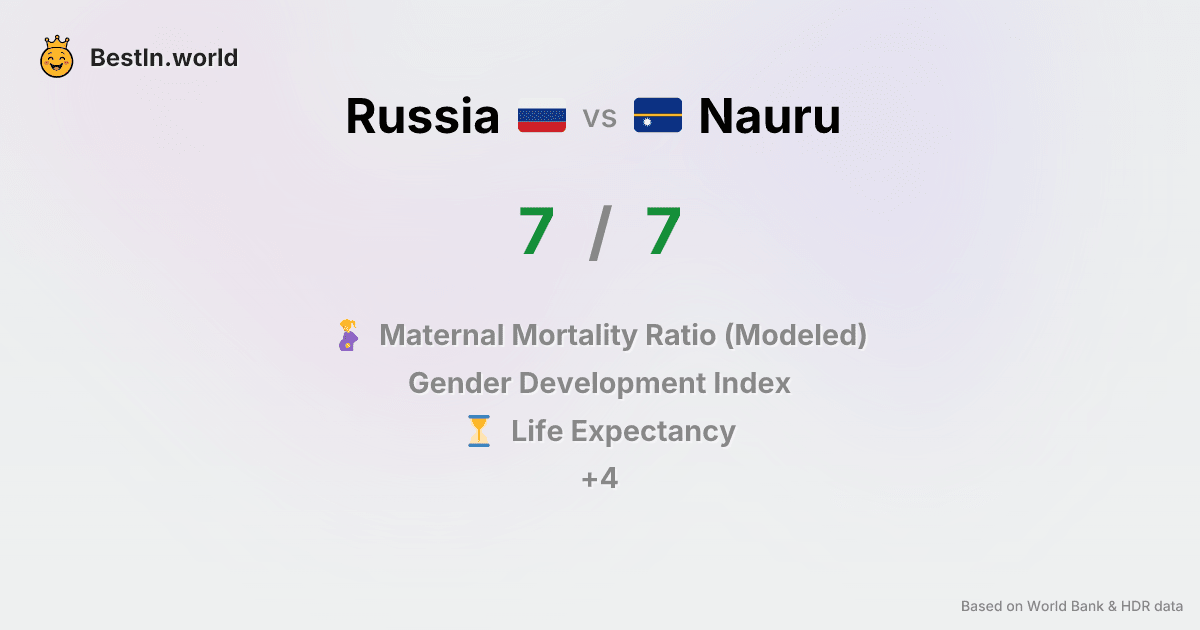 BestIn.world
Russia vs Nauru
7 / 7
Maternal Mortality Ratio (Modeled)
Gender Development Index
Life Expectancy
+4
Based on World Bank & HDR data